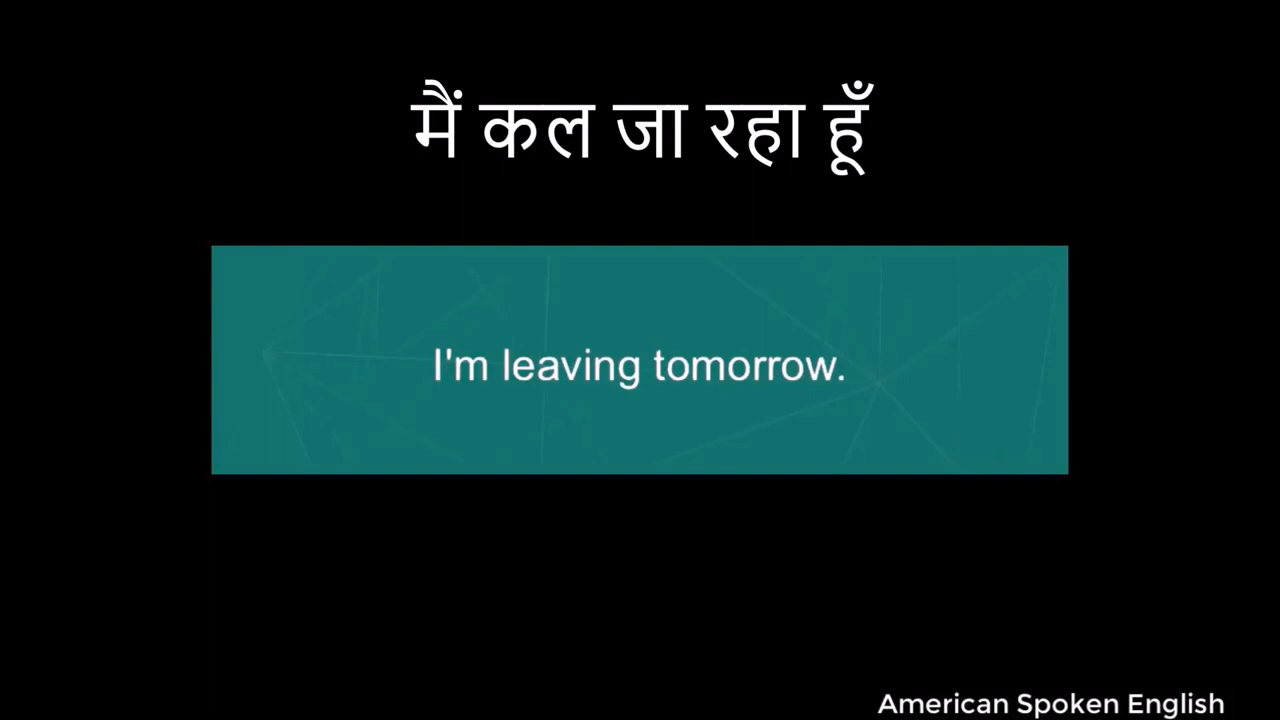 मैं कल जा रहा हूँ
I'm leaving tomorrow.
American Spoken English